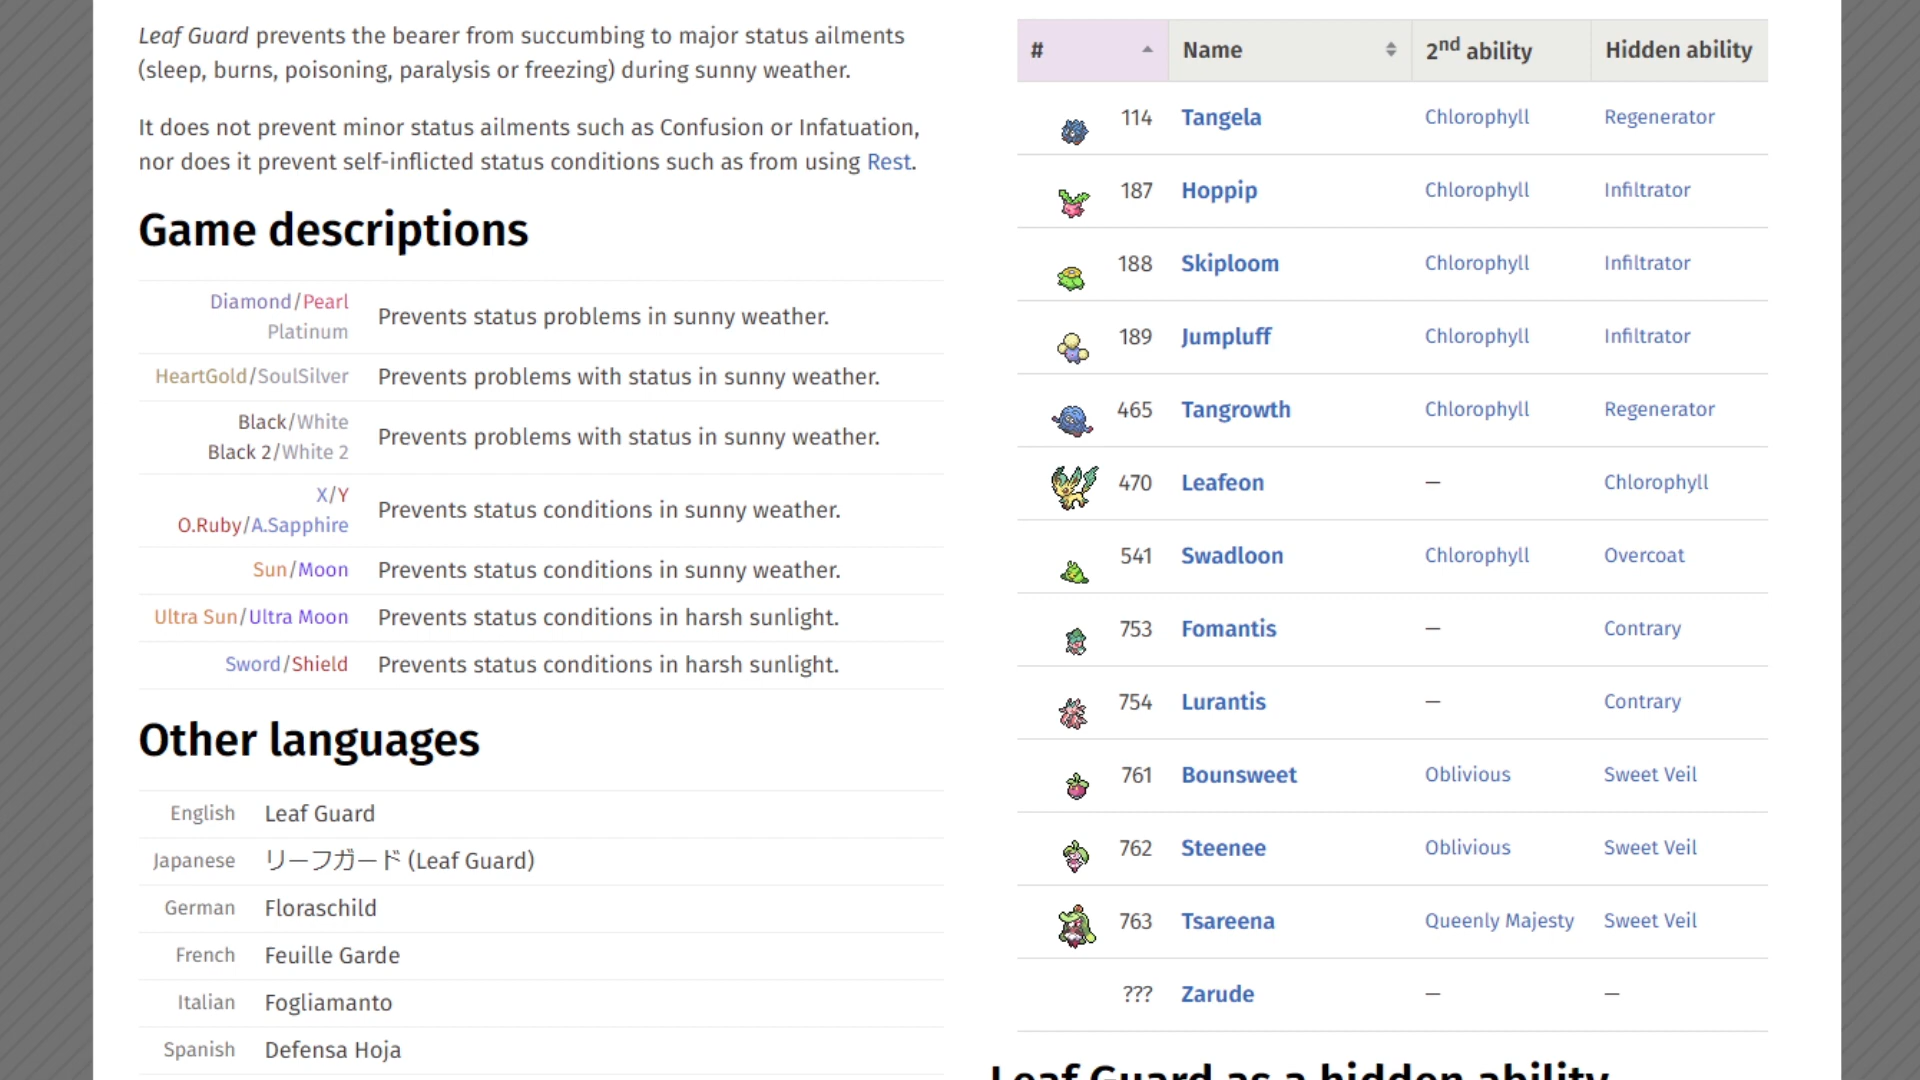 Leaf Guard prevents the bearer from succumbing to major status ailments
(sleep, burns, poisoning, paralysis or freezing) during sunny weather.
It does not prevent minor status ailments such as Confusion or Infatuation,
nor does it prevent self-inflicted status conditions such as from using Rest.
Game descriptions
Diamond/Pearl
Platinum
Prevents status problems in sunny weather.
HeartGold/SoulSilver Prevents problems with status in sunny weather.
Black/White
Black 2/White 2
Prevents problems with status in sunny weather.
X/Y
O.Ruby/A.Sapphire
Prevents status conditions in sunny weather.
Sun/Moon Prevents status conditions in sunny weather.
Ultra Sun/Ultra Moon Prevents status conditions in harsh sunlight.
Sword/Shield Prevents status conditions in harsh sunlight.
Other languages
English Leaf Guard
Japanese リーフガード (Leaf Guard)
German Floraschild
French Feuille Garde
Italian Fogliamanto
Spanish Defensa Hoja
# Name 2nd ability Hidden ability
114 Tangela Chlorophyll Regenerator
187 Hoppip Chlorophyll Infiltrator
188 Skiploom Chlorophyll Infiltrator
189 Jumpluff Chlorophyll Infiltrator
465 Tangrowth Chlorophyll Regenerator
470 Leafeon — Chlorophyll
541 Swadloon Chlorophyll Overcoat
753 Fomantis — Contrary
754 Lurantis — Contrary
761 Bounsweet Oblivious Sweet Veil
762 Steenee Oblivious Sweet Veil
763 Tsareena Queenly Majesty Sweet Veil
??? Zarude — —
Leaf Guard as a hidden ability